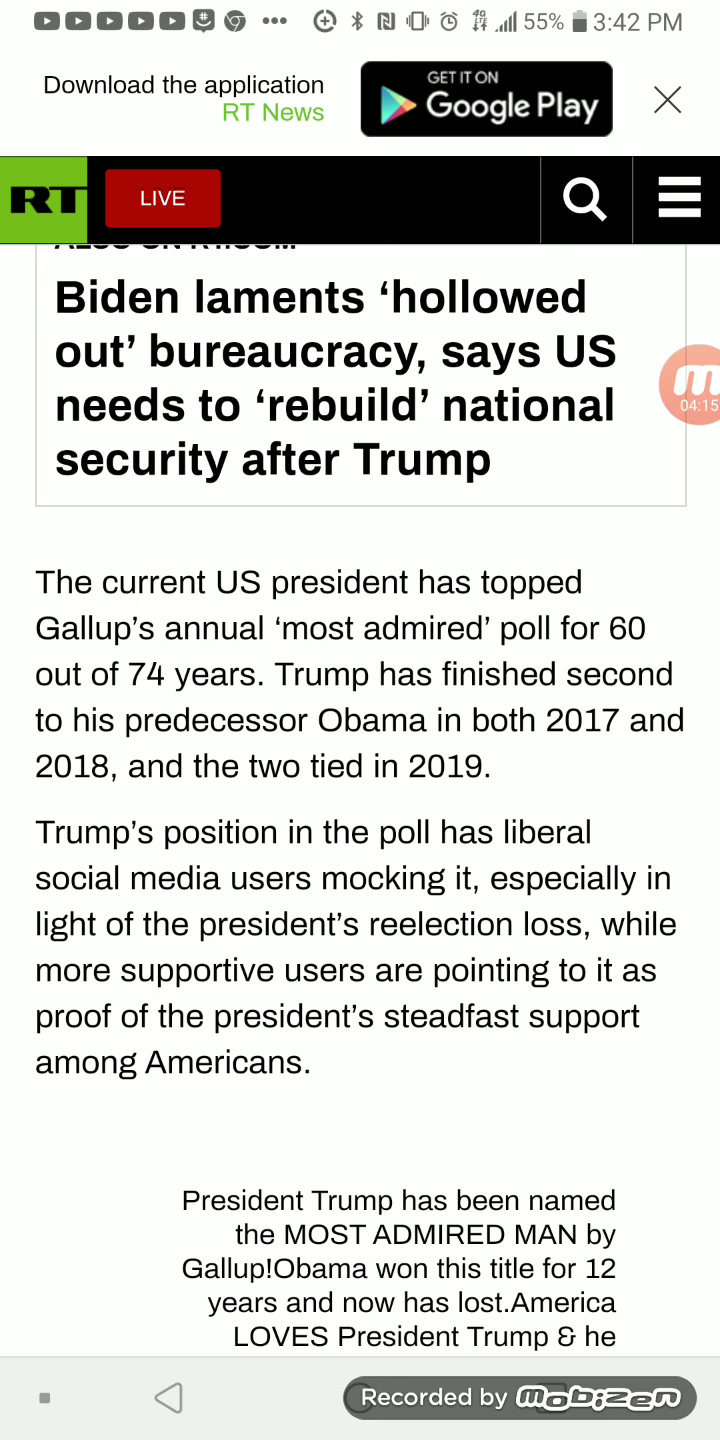 4G
LTE
55%
3:42 PM
Download the application
RT News
GET IT ON
Google Play
RT
LIVE
ALSO ON RT.COM
Biden laments ‘hollowed
out’ bureaucracy, says US
needs to ‘rebuild’ national
security after Trump
m
04:15
The current US president has topped
Gallup’s annual ‘most admired’ poll for 60
out of 74 years. Trump has finished second
to his predecessor Obama in both 2017 and
2018, and the two tied in 2019.
Trump’s position in the poll has liberal
social media users mocking it, especially in
light of the president’s reelection loss, while
more supportive users are pointing to it as
proof of the president’s steadfast support
among Americans.
President Trump has been named
the MOST ADMIRED MAN by
Gallup!Obama won this title for 12
years and now has lost.America
LOVES President Trump & he
Recorded by mobizen